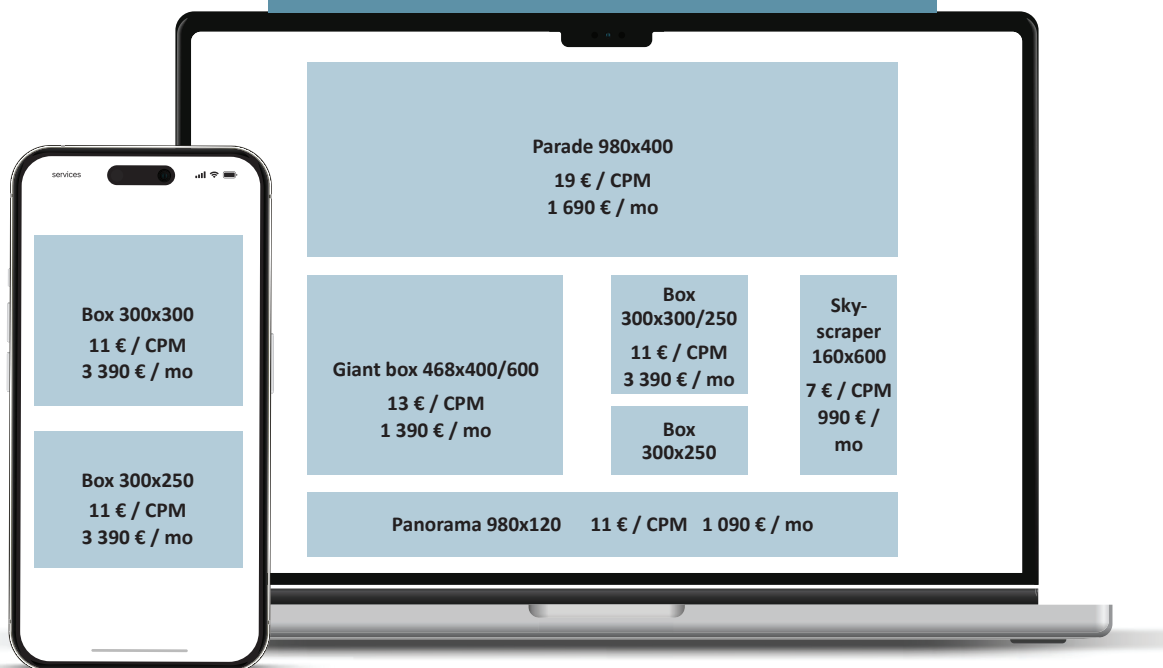 Parade 980x400
19 € / CPM
1 690 € / mo
services
Box 300x300
11 € / CPM
3 390 € / mo
Box 300x250
11 € / CPM
3 390 € / mo
Giant box 468x400/600
13 € / CPM
1 390 € / mo
Box
300x300/250
11 € / CPM
3 390 € / mo
Box
300x250
Sky-
scraper
160x600
7 € / CPM
990 € /
mo
Panorama 980x120 11 € / CPM 1 090 € / mo